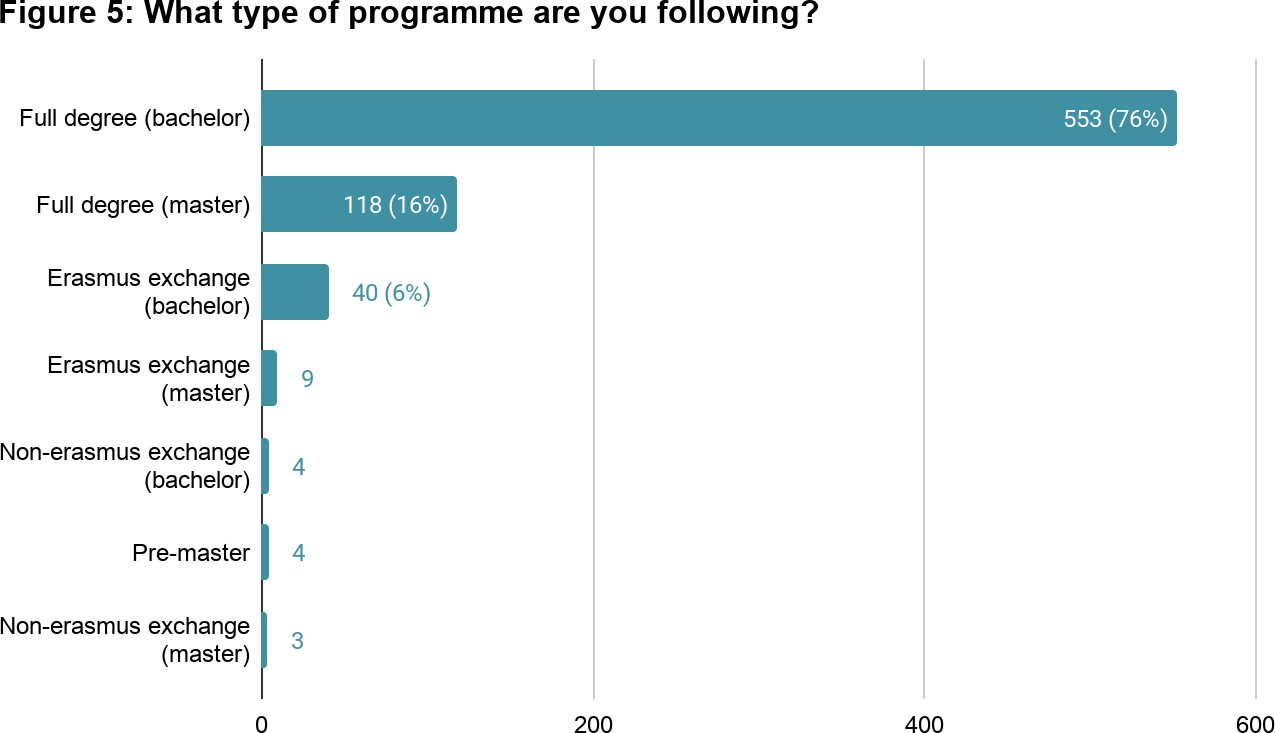 Figure 5: What type of programme are you following?
Full degree (bachelor)
553 (76%)
Full degree (master)
118 (16%)
Erasmus exchange
(bachelor)
40 (6%)
Erasmus exchange
(master)
9
Non-erasmus exchange
(bachelor)
4
Pre-master
4
Non-erasmus exchange
(master)
3
0
200
400
600